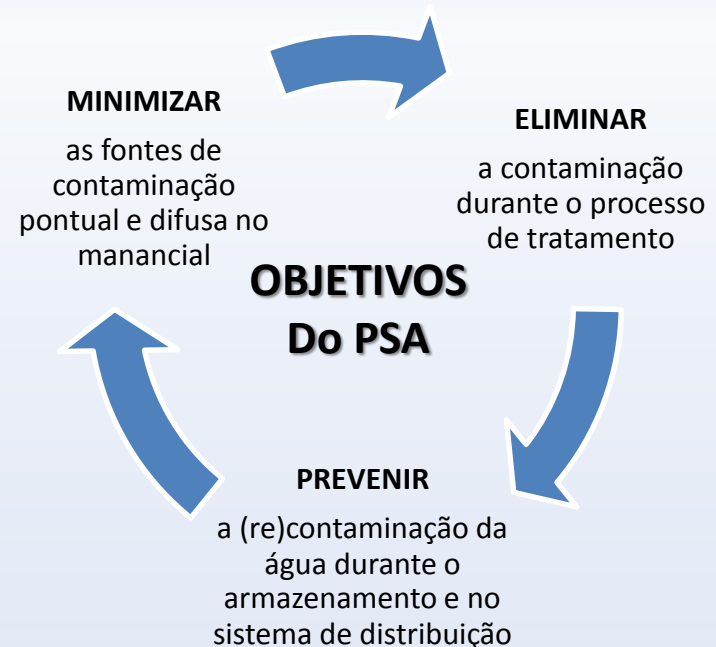 MINIMIZAR
as fontes de
contaminação
pontual e difusa no
manancial
ELIMINAR
a contaminação
durante o processo
de tratamento
OBJETIVOS
Do PSA
PREVENIR
a (re)contaminação da
água durante o
armazenamento e no
sistema de distribuição